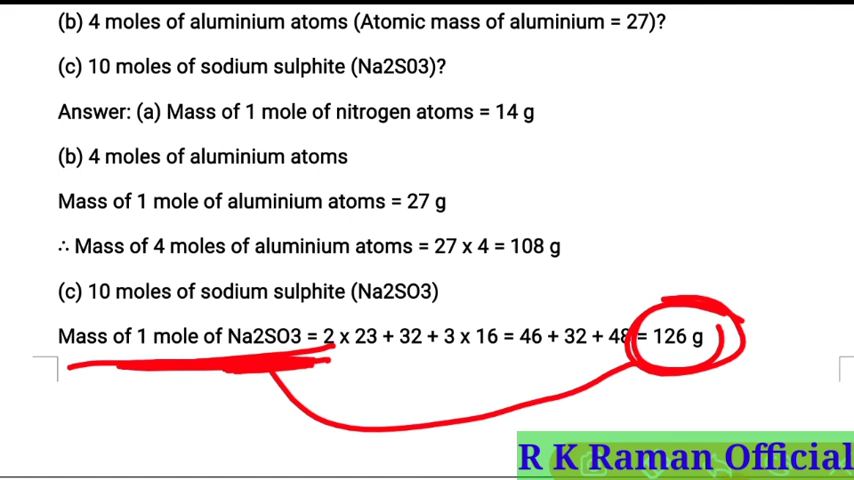 (b) 4 moles of aluminium atoms (Atomic mass of aluminium = 27)?
(c) 10 moles of sodium sulphite (Na2S03)?
Answer: (a) Mass of 1 mole of nitrogen atoms = 14 g
(b) 4 moles of aluminium atoms
Mass of 1 mole of aluminium atoms = 27 g
∴ Mass of 4 moles of aluminium atoms = 27 x 4 = 108 g
(c) 10 moles of sodium sulphite (Na2SO3)
Mass of 1 mole of Na2SO3 = 2 x 23 + 32 + 3 x 16 = 46 + 32 + 48 = 126 g
R K Raman Official